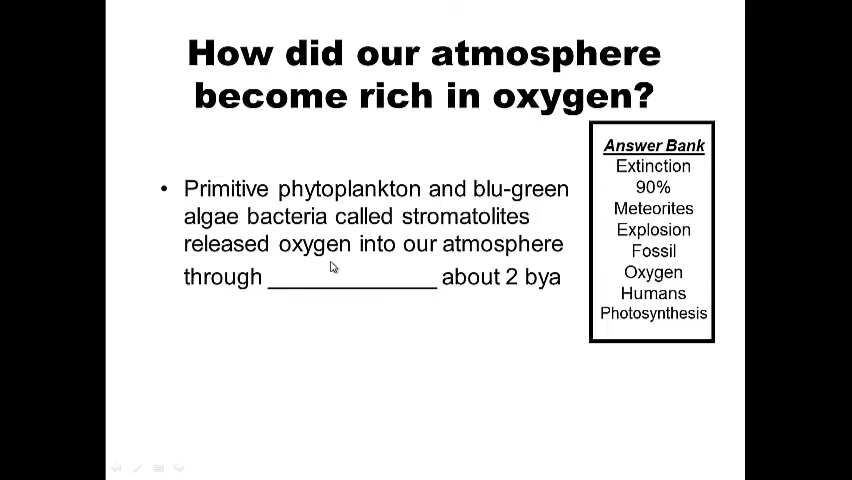 How did our atmosphere
become rich in oxygen?
• Primitive phytoplankton and blu-green
algae bacteria called stromatolites
released oxygen into our atmosphere
through ______________ about 2 bya
Answer Bank
Extinction
90%
Meteorites
Explosion
Fossil
Oxygen
Humans
Photosynthesis